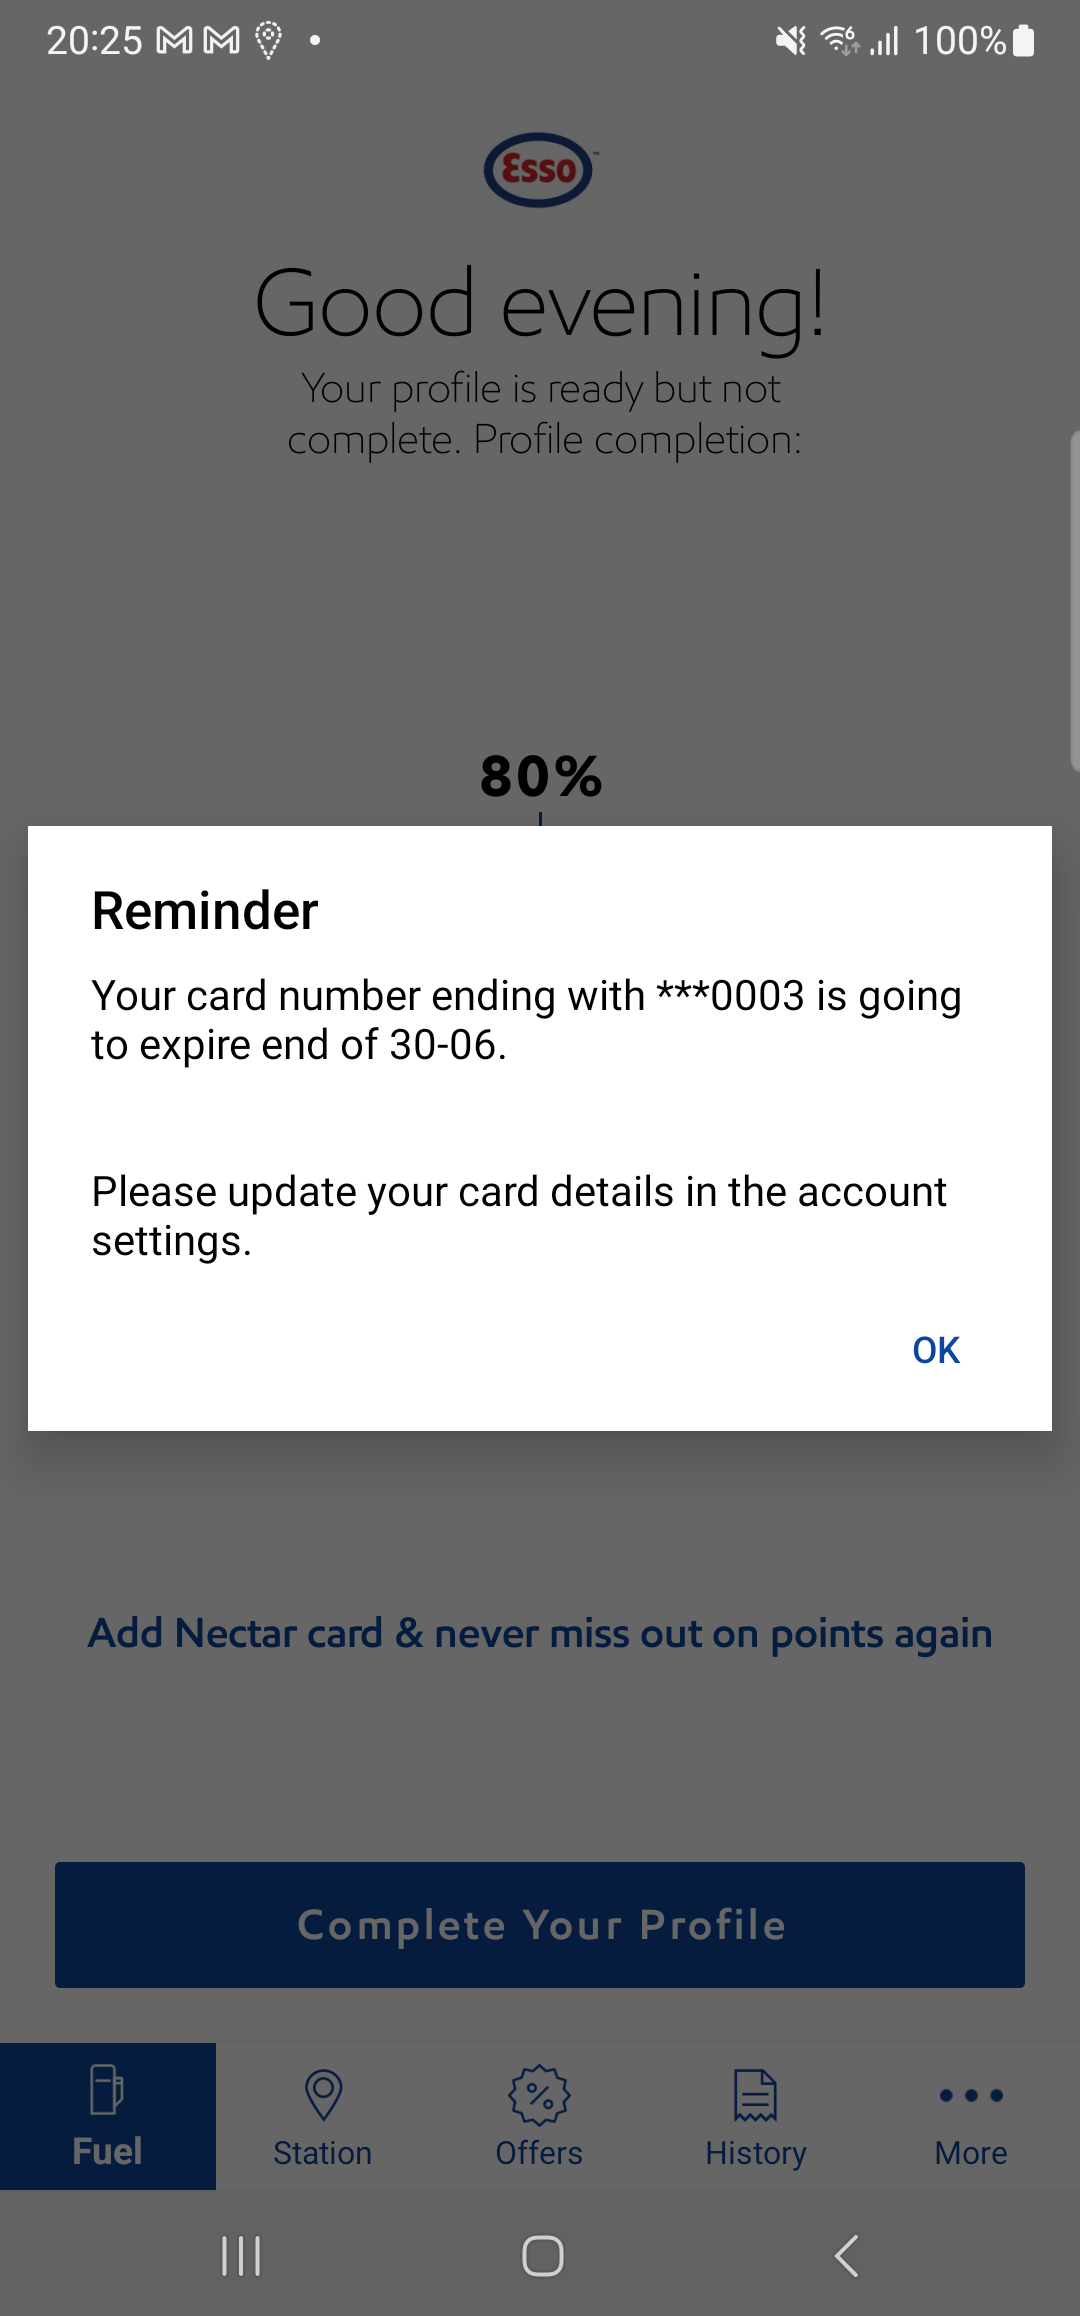 20:25
100%
Esso
Good evening!
Your profile is ready but not
complete. Profile completion:
80%
Reminder
Your card number ending with ***0003 is going
to expire end of 30-06.
Please update your card details in the account
settings.
OK
Add Nectar card & never miss out on points again
Complete Your Profile
Fuel
Station
Offers
History
More